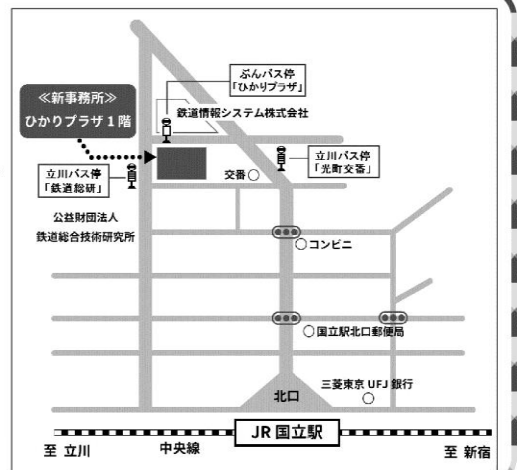 ぶんバス停
「ひかりプラザ」
≪新事務所≫
ひかりプラザ1階
鉄道情報システム株式会社
立川バス停
「鉄道総研」
交番
立川バス停
「光町交番」
公益財団法人
鉄道総合技術研究所
コンビニ
国立駅北口郵便局
三菱東京UFJ銀行
北口
JR国立駅
至 立川
中央線
至 新宿